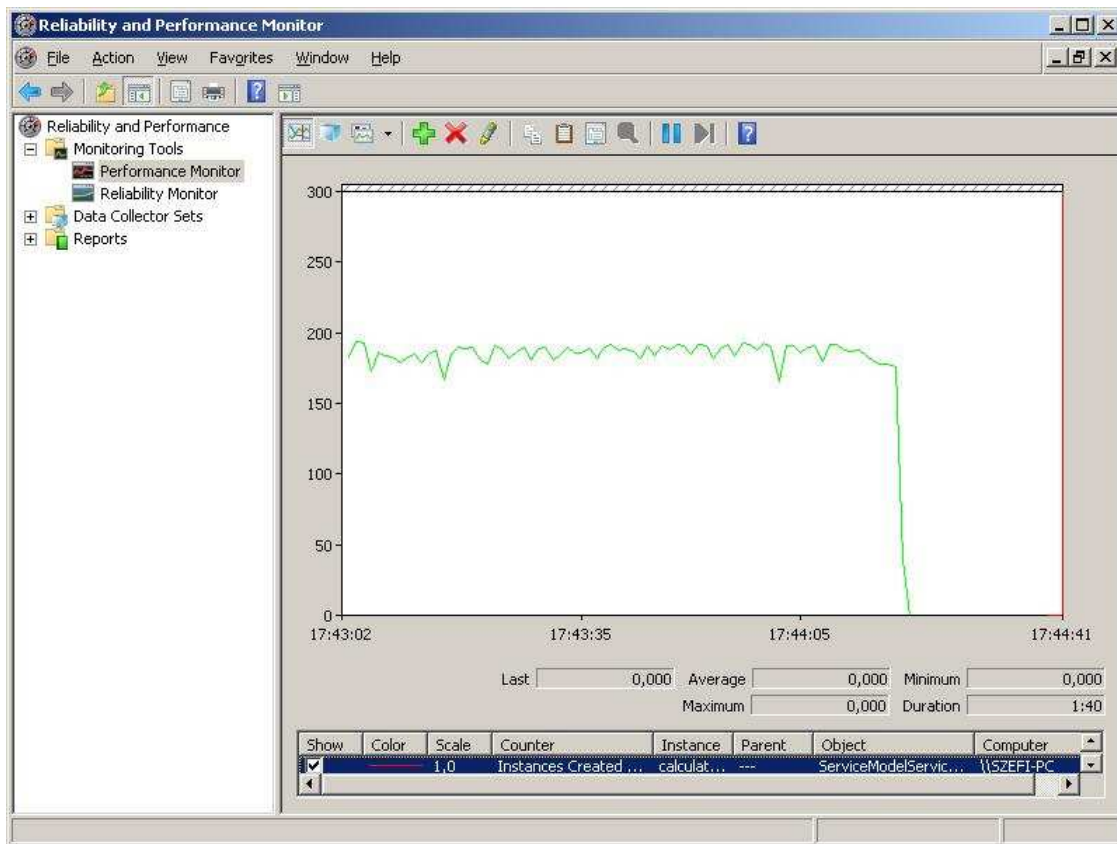 Reliability and Performance Monitor
File Action View Favorites Window Help
Reliability and Performance
Monitoring Tools
Performance Monitor
Reliability Monitor
Data Collector Sets
Reports
300
250
200
150
100
50
0
17:43:02 17:43:35 17:44:05 17:44:41
Last 0,000 Average 0,000 Minimum 0,000
Maximum 0,000 Duration 1:40
Show Color Scale Counter Instance Parent Object Computer
1,0 Instances Created ... calculat... --- ServiceModelServic... \\SZEFI-PC